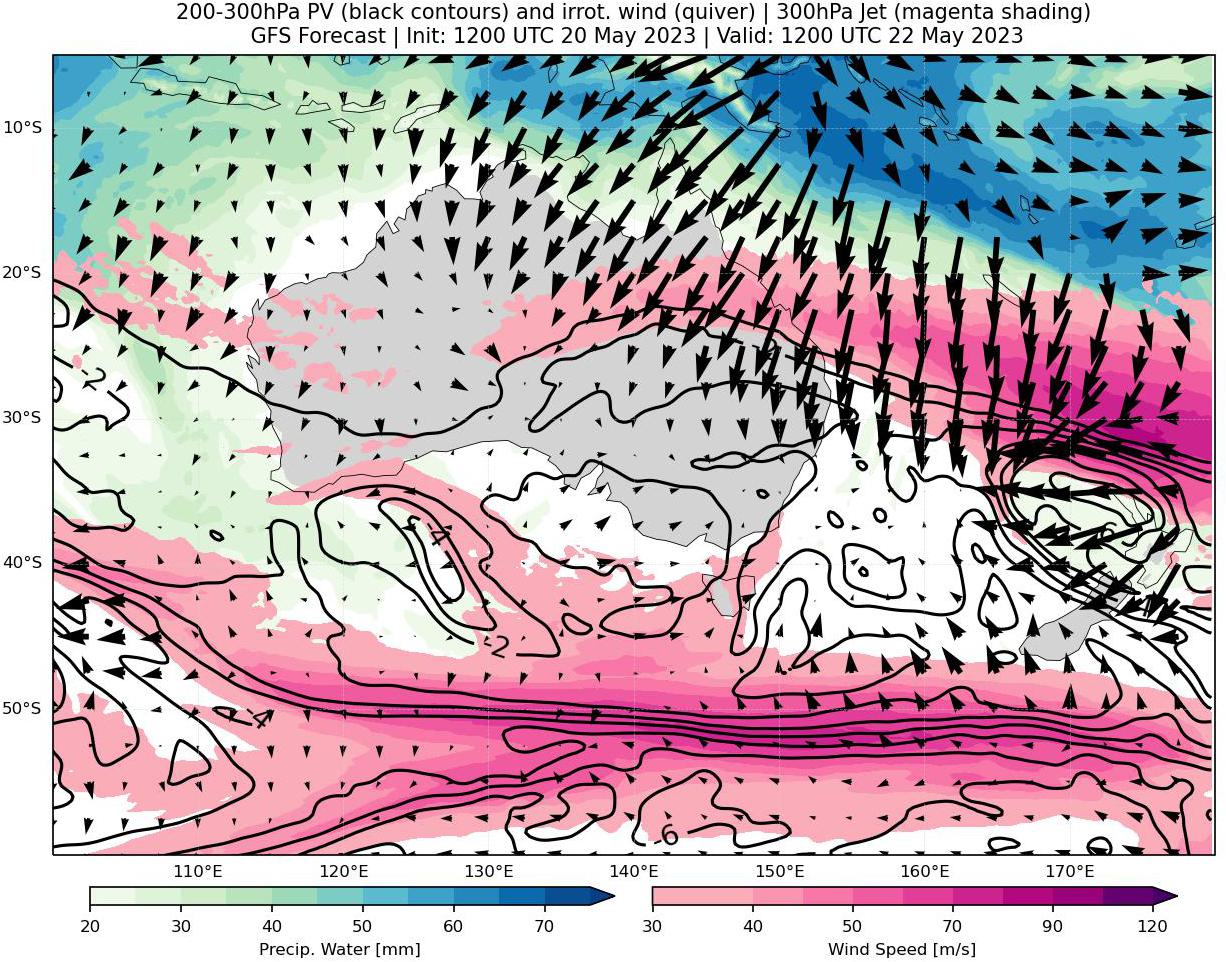 200-300hPa PV (black contours) and irrot. wind (quiver) | 300hPa Jet (magenta shading)
GFS Forecast | Init: 1200 UTC 20 May 2023 | Valid: 1200 UTC 22 May 2023
10°S
20°S
-2
-2
30°S
-4
40°S
-2
-4
50°S
-6
110°E 120°E 130°E 140°E 150°E 160°E 170°E
20 30 40 50 60 70
30 40 50 70 90 120
Precip. Water [mm] Wind Speed [m/s]